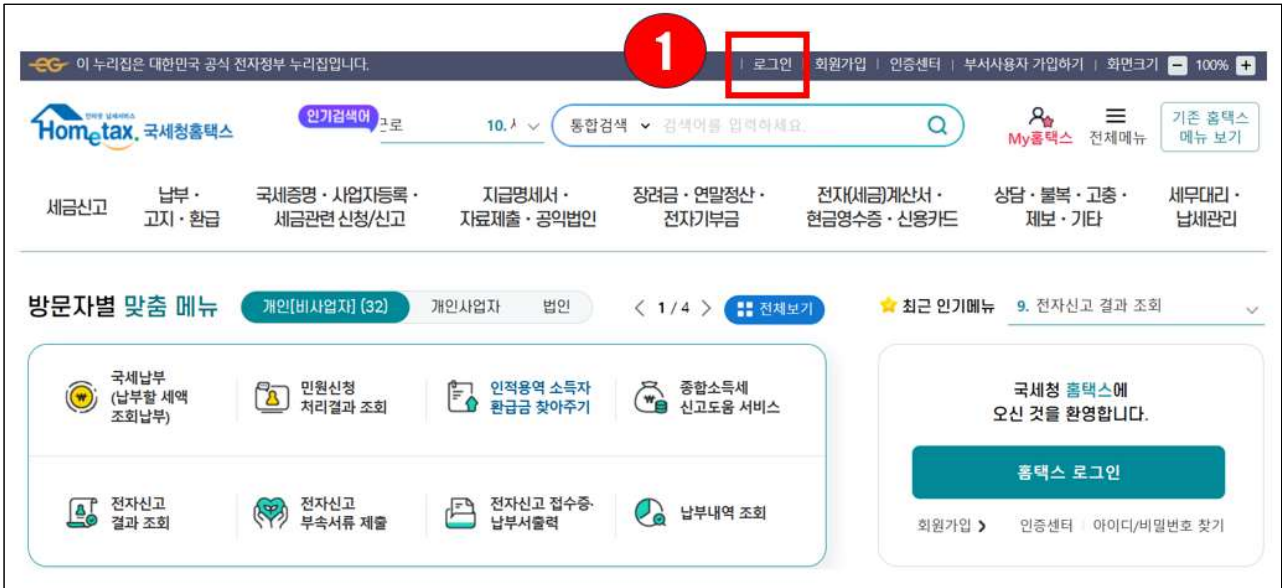 1
이 누리집은 대한민국 공식 전자정부 누리집입니다.
로그인 | 회원가입 | 인증센터 | 부서사용자 가입하기 | 화면크기 - 100% +
Hometax. 국세청홈택스
인기검색어
10.
통합검색
검색어를 입력하세요.
My홈택스
전체메뉴
기존 홈택스
메뉴 보기
세금신고
납부 ·
고지 · 환급
국세증명 · 사업자등록 ·
세금관련 신청/신고
지급명세서 ·
자료제출 · 공익법인
장려금 · 연말정산 ·
전자기부금
전자(세금)계산서 ·
현금영수증 · 신용카드
상담 · 불복 · 고충 ·
제보 · 기타
세무대리 ·
납세관리
방문자별 맞춤 메뉴
개인[비사업자] (32)
개인사업자
법인
< 1 / 4 >
전체보기
최근 인기메뉴
9. 전자신고 결과 조회
국세납부
(납부할 세액
조회납부)
민원신청
처리결과 조회
인적용역 소득자
환급금 찾아주기
종합소득세
신고도움 서비스
전자신고
결과 조회
전자신고
부속서류 제출
전자신고 접수증·
납부서출력
납부내역 조회
국세청 홈택스에
오신 것을 환영합니다.
홈택스 로그인
회원가입 >
인증센터 | 아이디/비밀번호 찾기